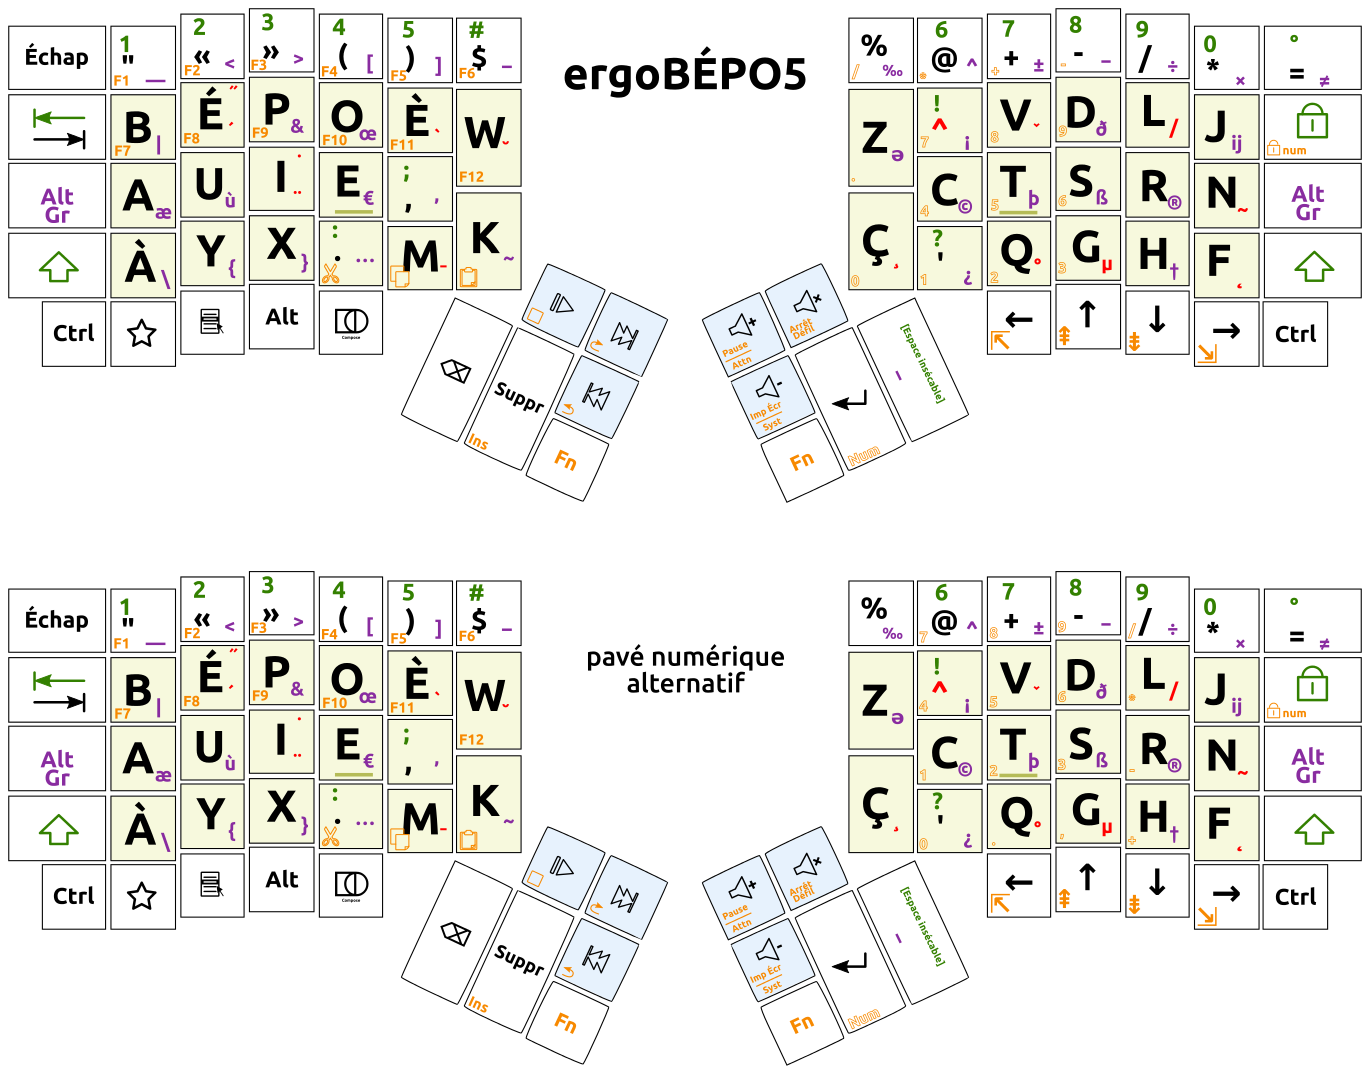 1 2 3 4 5 #
Échap " « » ( ) $
F1 — F2 < F3 > F4 [ F5 ] F6 –
% 6 7 8 9 0 °
@ + - / * =
/ ‰ * ^ + ± - – ÷ × ≠
ergoBÉPO5
B É P O È W
F7 | F8 ˝ ´ F9 & F10 œ F11 ` F12 ˘
Z ! ^ V D L J
. ə 7 ¡ 8 ˇ 9 ð / ij num
Alt Gr A æ U ù I ˙ ¨ E € ; , ’
4 C © 5 T þ 6 S ß R ® N ~ Alt Gr
À \ Y { X } : . … M – K ~
0 Ç ¸ ? ' 1 ¿ 2 Q ° 3 G µ H † F ˛
Ctrl Alt Compose
← ↑ ↓ → Ctrl
Suppr
Ins
Fn
Pause
Attn
Arrêt
Défil
Imp Écr
Syst
Fn
Num
[Espace insécable]
1 2 3 4 5 #
Échap " « » ( ) $
F1 — F2 < F3 > F4 [ F5 ] F6 –
% 6 7 8 9 0 °
@ + - / * =
‰ 7 ^ 8 ± 9 – / ÷ × ≠
pavé numérique
alternatif
B É P O È W
F7 | F8 ˝ ´ F9 & F10 œ F11 ` F12 ˘
Z ! ^ V D L J
ə 4 ¡ 5 ˇ 6 ð * / ij num
Alt Gr A æ U ù I ˙ ¨ E € ; , ’
1 C © 2 T þ 3 S ß - R ® N ~ Alt Gr
À \ Y { X } : . … M – K ~
Ç ¸ ? ' 0 ¿ . Q ° , G µ + H † F ˛
Ctrl Alt Compose
← ↑ ↓ → Ctrl
Suppr
Ins
Fn
Pause
Attn
Arrêt
Défil
Imp Écr
Syst
Fn
Num
[Espace insécable]